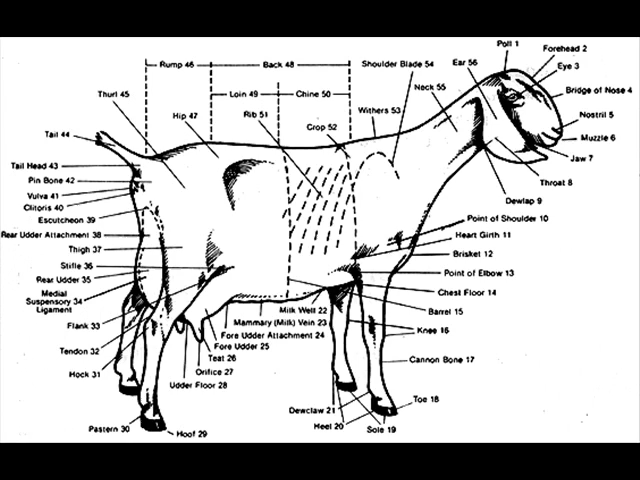 Poll 1
Forehead 2
Eye 3
Bridge of Nose 4
Nostril 5
Muzzle 6
Jaw 7
Throat 8
Dewlap 9
Point of Shoulder 10
Heart Girth 11
Brisket 12
Point of Elbow 13
Chest Floor 14
Barrel 15
Knee 16
Cannon Bone 17
Toe 18
Sole 19
Heel 20
Dewclaw 21
Milk Well 22
Mammary (Milk) Vein 23
Fore Udder Attachment 24
Fore Udder 25
Teat 26
Orifice 27
Udder Floor 28
Hoof 29
Pastern 30
Hock 31
Tendon 32
Flank 33
Medial
Suspensory 34
Ligament
Rear Udder 35
Stifle 36
Thigh 37
Rear Udder Attachment 38
Escutcheon 39
Clitoris 40
Vulva 41
Pin Bone 42
Tail Head 43
Tail 44
Thurl 45
Rump 46
Hip 47
Back 48
Loin 49
Chine 50
Rib 51
Crop 52
Withers 53
Shoulder Blade 54
Neck 55
Ear 56